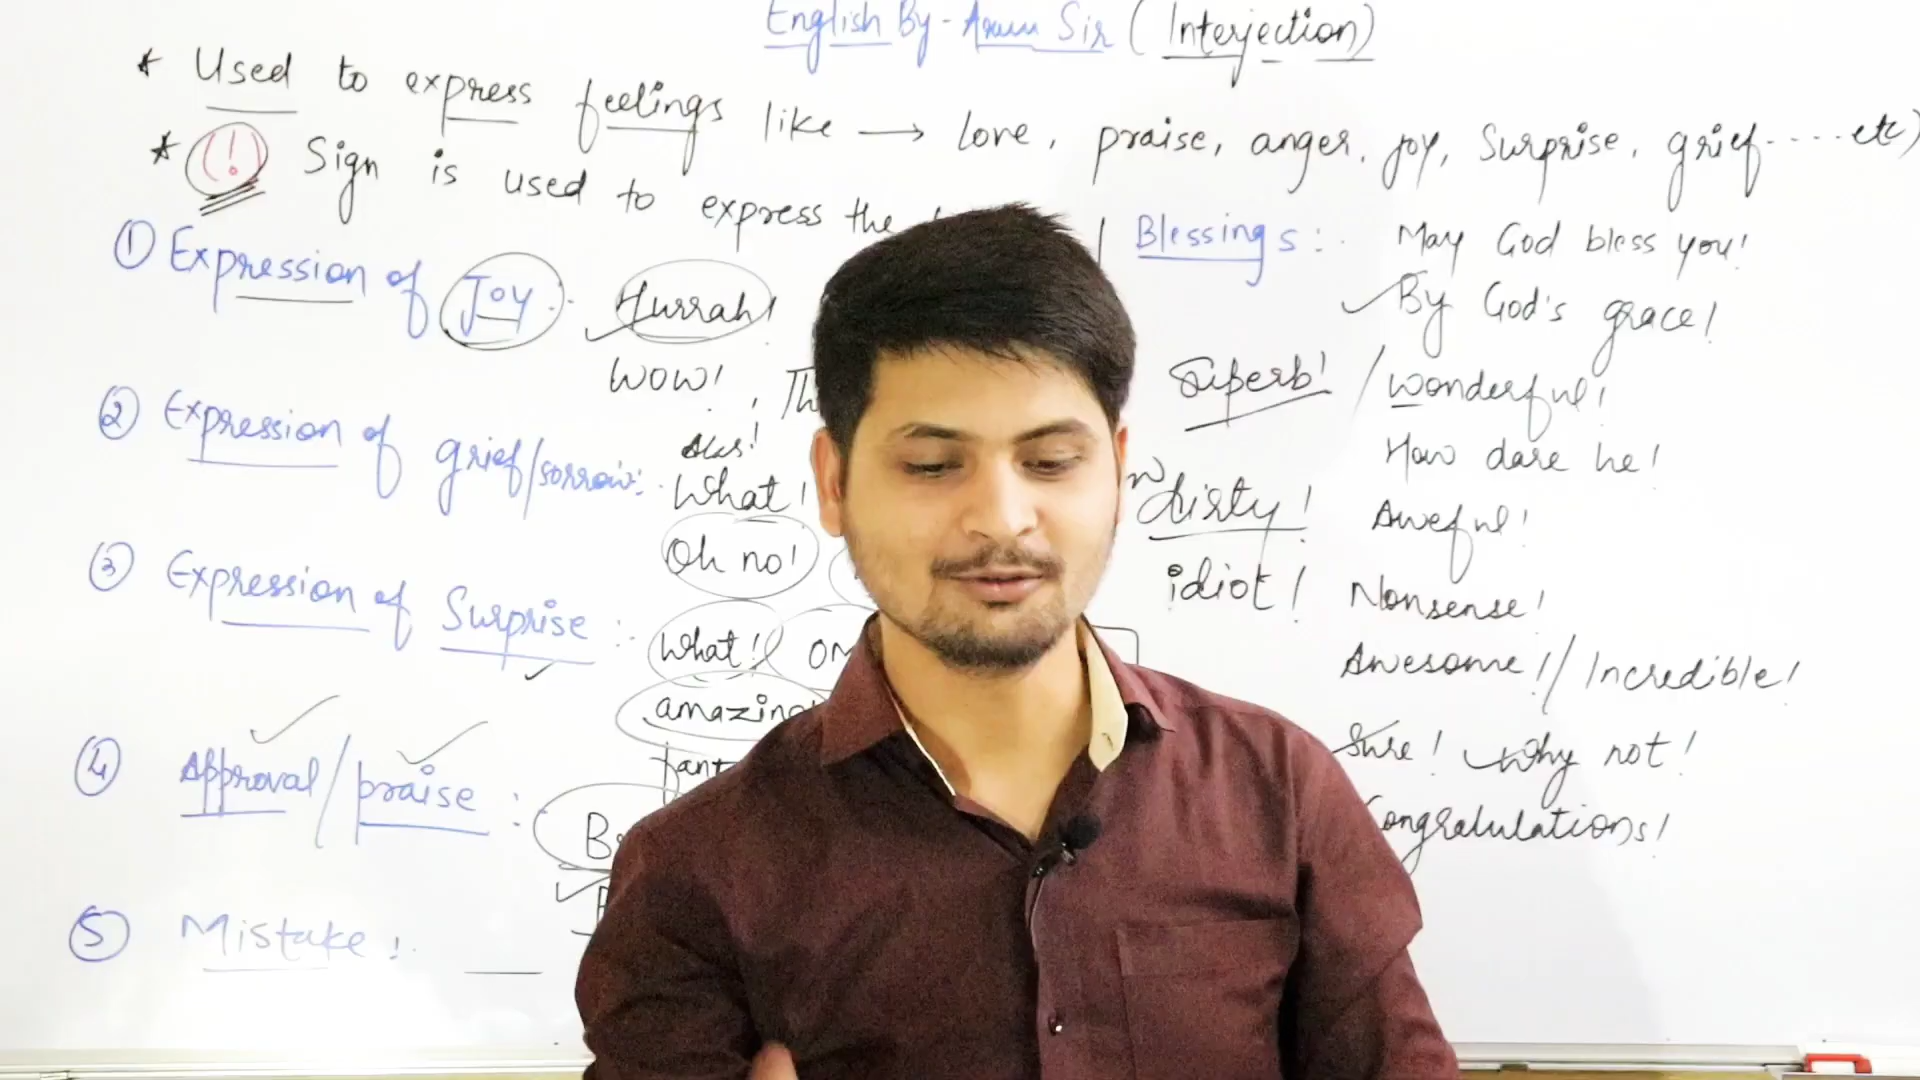 English By - Arun Sir (Interjection)
* Used to express feelings like → love, praise, anger, joy, Surprise, grief.....etc)
* (!) Sign is used to express the
① Expression of Joy : Hurrah!
wow!
② Expression of grief/sorrow: Alas!
What!
Oh no!
③ Expression of Surprise : What!
amazing
④ Approval/praise :
⑤ Mistake :
Blessings : May God bless you!
By God's grace!
Superb! / wonderful!
How dare he!
dirty! Aweful!
idiot! Nonsense!
Awesome! / Incredible!
Sure! Why not!
Congralulations!